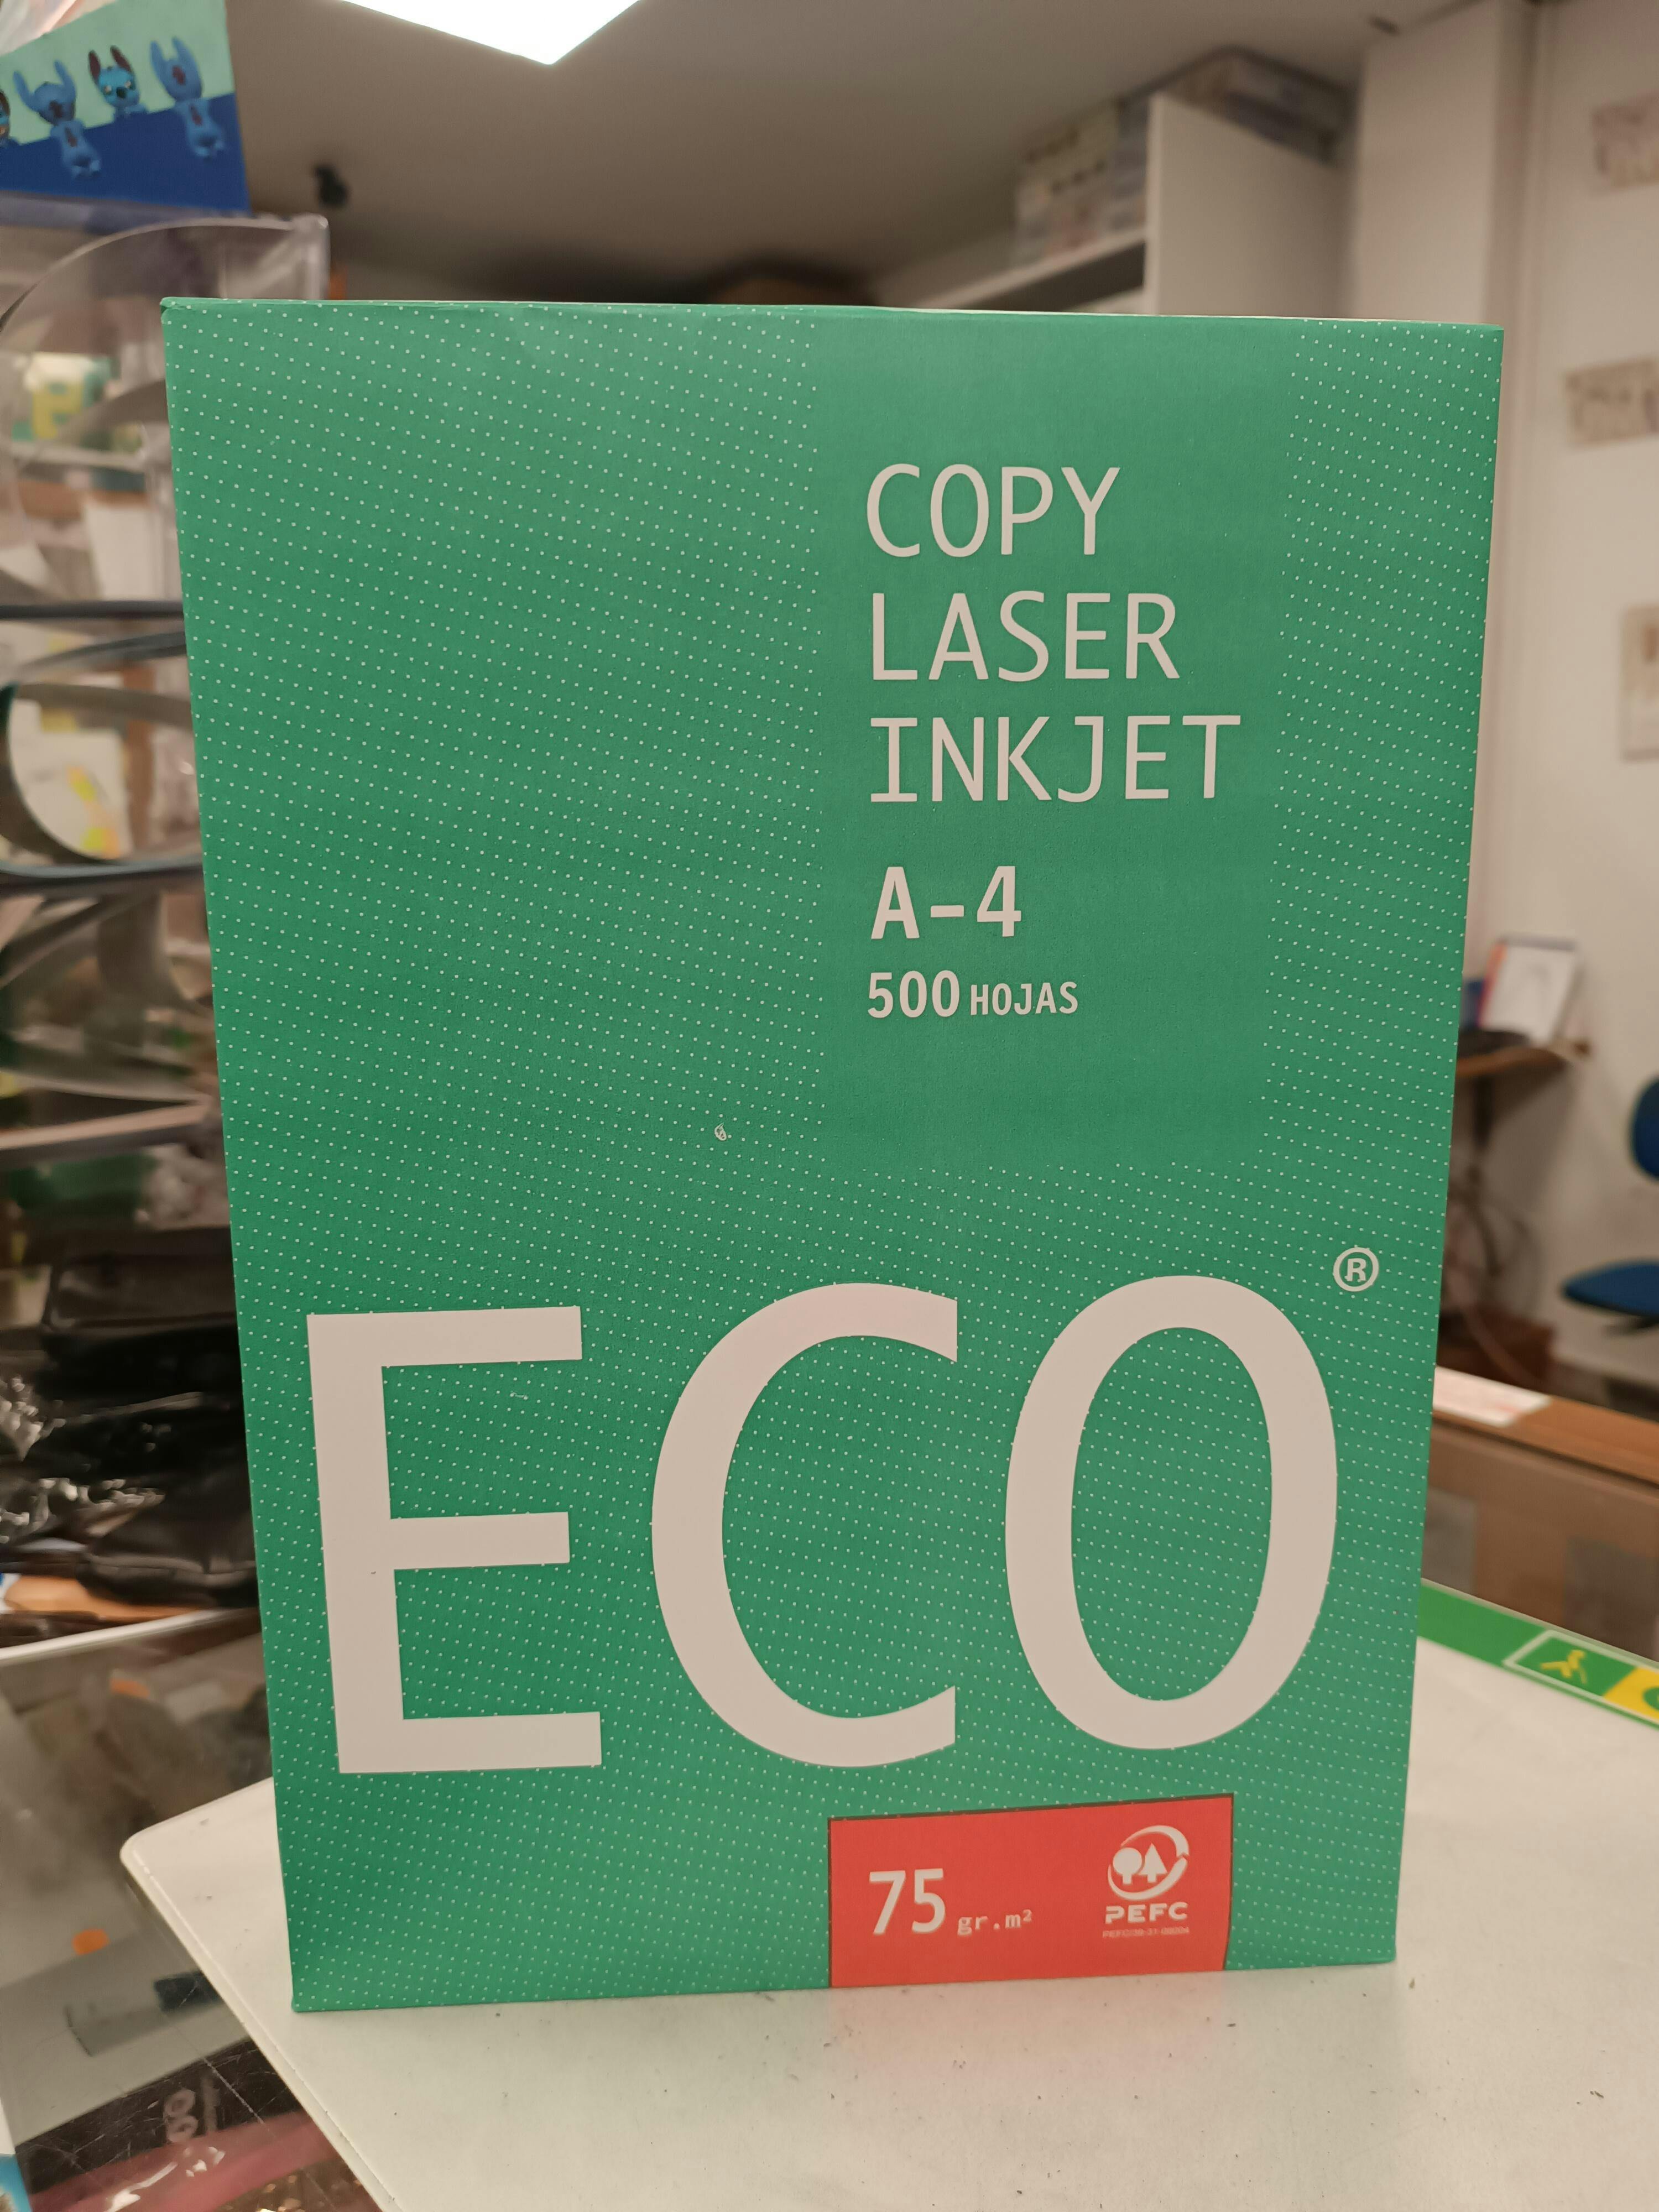 COPY
LASER
INKJET
A-4
500 HOJAS
ECO®
75 gr.m²
PEFC